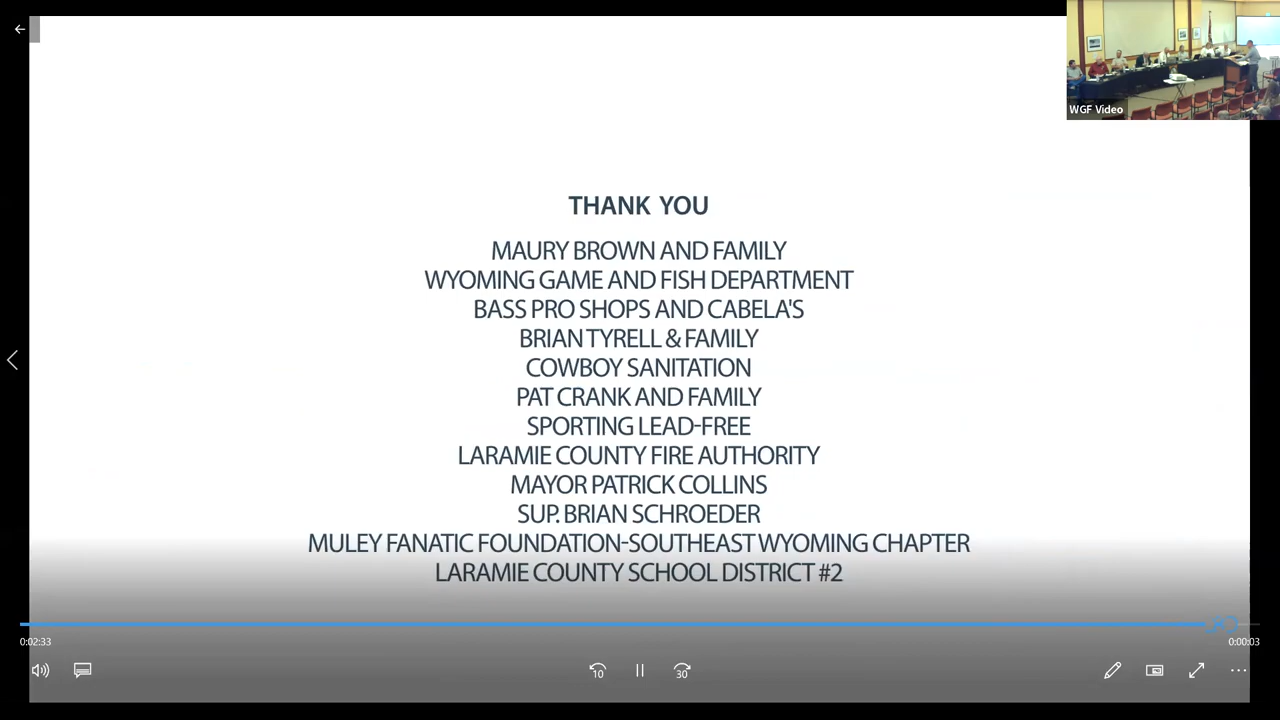 WGF Video
THANK YOU
MAURY BROWN AND FAMILY
WYOMING GAME AND FISH DEPARTMENT
BASS PRO SHOPS AND CABELA'S
BRIAN TYRELL & FAMILY
COWBOY SANITATION
PAT CRANK AND FAMILY
SPORTING LEAD-FREE
LARAMIE COUNTY FIRE AUTHORITY
MAYOR PATRICK COLLINS
SUP. BRIAN SCHROEDER
MULEY FANATIC FOUNDATION-SOUTHEAST WYOMING CHAPTER
LARAMIE COUNTY SCHOOL DISTRICT #2
0:02:33
0:00:03
10
30